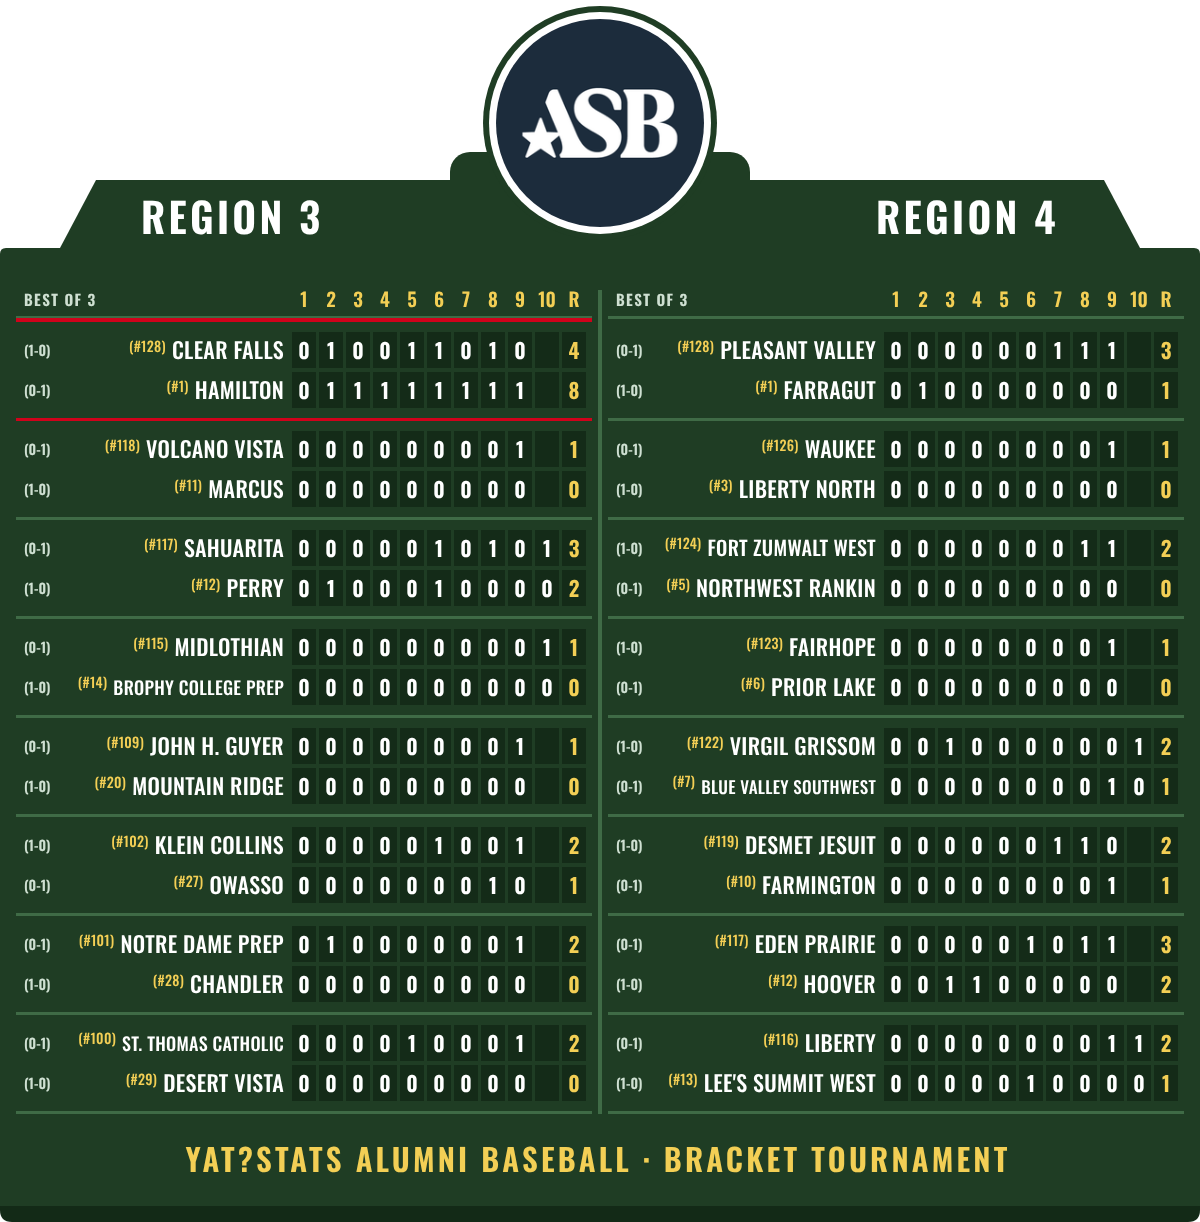 ASB
REGION 3
REGION 4
BEST OF 3 1 2 3 4 5 6 7 8 9 10 R
(1-0) (#128) CLEAR FALLS 0 1 0 0 1 1 0 1 0 4
(0-1) (#1) HAMILTON 0 1 1 1 1 1 1 1 1 8
(0-1) (#118) VOLCANO VISTA 0 0 0 0 0 0 0 0 1 1
(1-0) (#11) MARCUS 0 0 0 0 0 0 0 0 0 0
(0-1) (#117) SAHUARITA 0 0 0 0 0 1 0 1 0 1 3
(1-0) (#12) PERRY 0 1 0 0 0 1 0 0 0 0 2
(0-1) (#115) MIDLOTHIAN 0 0 0 0 0 0 0 0 0 1 1
(1-0) (#14) BROPHY COLLEGE PREP 0 0 0 0 0 0 0 0 0 0 0
(0-1) (#109) JOHN H. GUYER 0 0 0 0 0 0 0 0 1 1
(1-0) (#20) MOUNTAIN RIDGE 0 0 0 0 0 0 0 0 0 0
(1-0) (#102) KLEIN COLLINS 0 0 0 0 0 1 0 0 1 2
(0-1) (#27) OWASSO 0 0 0 0 0 0 0 1 0 1
(0-1) (#101) NOTRE DAME PREP 0 1 0 0 0 0 0 0 1 2
(1-0) (#28) CHANDLER 0 0 0 0 0 0 0 0 0 0
(0-1) (#100) ST. THOMAS CATHOLIC 0 0 0 0 1 0 0 0 1 2
(1-0) (#29) DESERT VISTA 0 0 0 0 0 0 0 0 0 0
BEST OF 3 1 2 3 4 5 6 7 8 9 10 R
(0-1) (#128) PLEASANT VALLEY 0 0 0 0 0 0 1 1 1 3
(1-0) (#1) FARRAGUT 0 1 0 0 0 0 0 0 0 1
(0-1) (#126) WAUKEE 0 0 0 0 0 0 0 0 1 1
(1-0) (#3) LIBERTY NORTH 0 0 0 0 0 0 0 0 0 0
(1-0) (#124) FORT ZUMWALT WEST 0 0 0 0 0 0 0 1 1 2
(0-1) (#5) NORTHWEST RANKIN 0 0 0 0 0 0 0 0 0 0
(1-0) (#123) FAIRHOPE 0 0 0 0 0 0 0 0 1 1
(0-1) (#6) PRIOR LAKE 0 0 0 0 0 0 0 0 0 0
(1-0) (#122) VIRGIL GRISSOM 0 0 1 0 0 0 0 0 0 1 2
(0-1) (#7) BLUE VALLEY SOUTHWEST 0 0 0 0 0 0 0 0 1 0 1
(1-0) (#119) DESMET JESUIT 0 0 0 0 0 0 1 1 0 2
(0-1) (#10) FARMINGTON 0 0 0 0 0 0 0 0 1 1
(0-1) (#117) EDEN PRAIRIE 0 0 0 0 0 1 0 1 1 3
(1-0) (#12) HOOVER 0 0 1 1 0 0 0 0 0 2
(0-1) (#116) LIBERTY 0 0 0 0 0 0 0 0 1 1 2
(1-0) (#13) LEE'S SUMMIT WEST 0 0 0 0 0 1 0 0 0 0 1
YAT?STATS ALUMNI BASEBALL · BRACKET TOURNAMENT